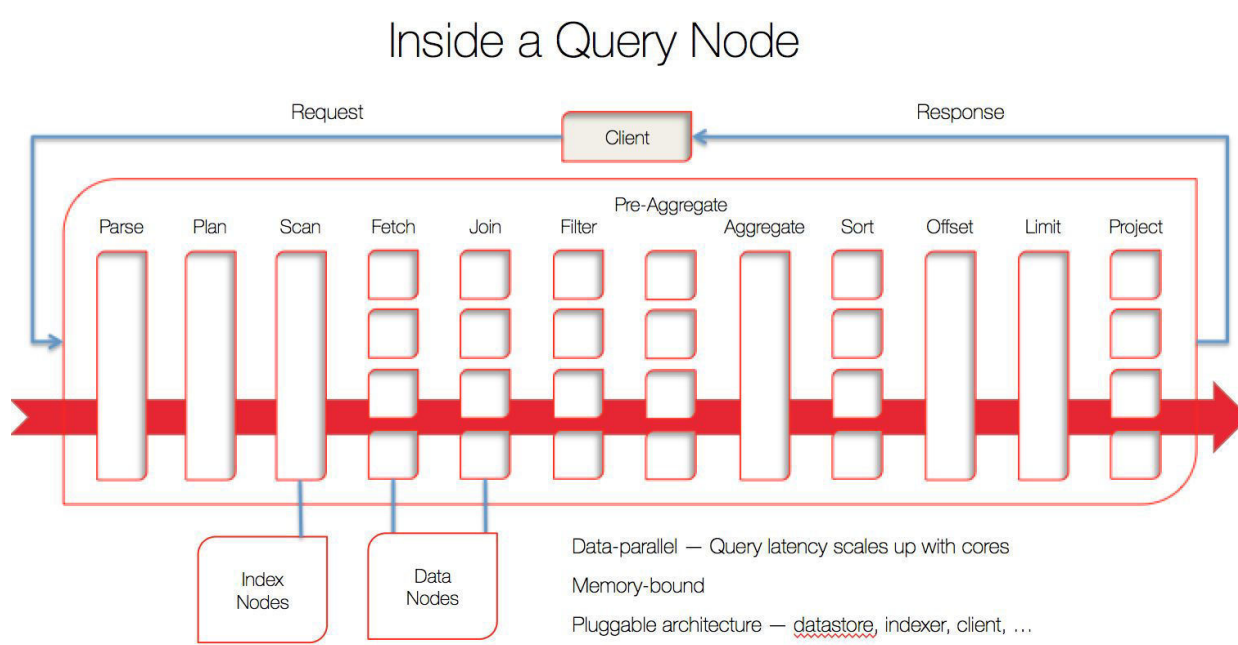 Inside a Query Node
Request
Client
Response
Pre-Aggregate
Parse Plan Scan Fetch Join Filter Aggregate Sort Offset Limit Project
Index
Nodes
Data
Nodes
Data-parallel — Query latency scales up with cores
Memory-bound
Pluggable architecture — datastore, indexer, client, …